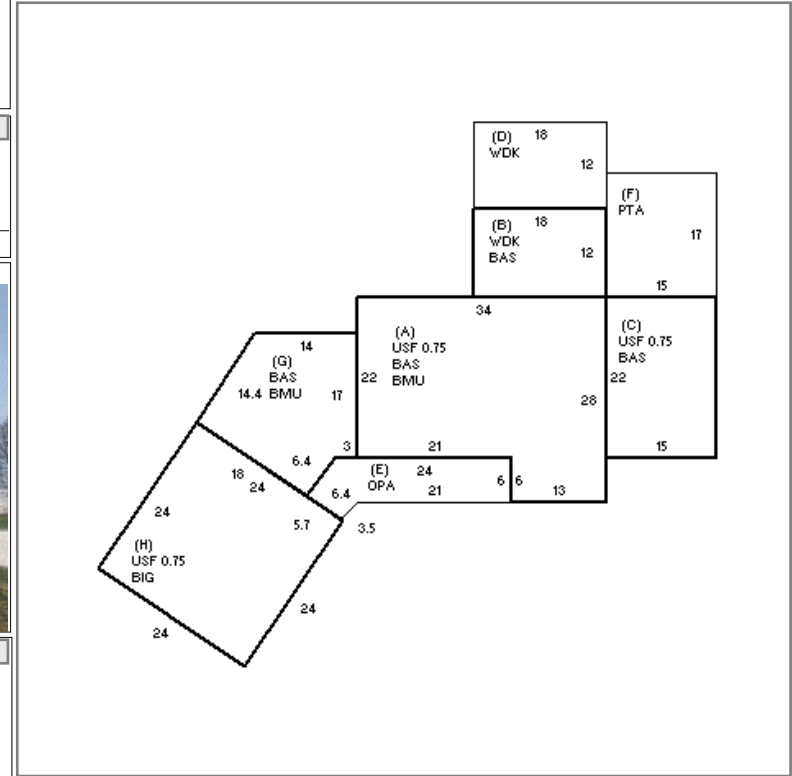 (D) 18
WDK
12
(F)
PTA
17
15
(B) 18
WDK
BAS
12
34
(A)
USF 0.75
BAS
BMU
22
28
21
(C)
USF 0.75
BAS
22
15
14
(G)
BAS
14.4 BMU
17
3
6.4
(E) 24
OPA
21
6.4
6 6
13
3.5
18
24
5.7
24
(H)
USF 0.75
BIG
24
24